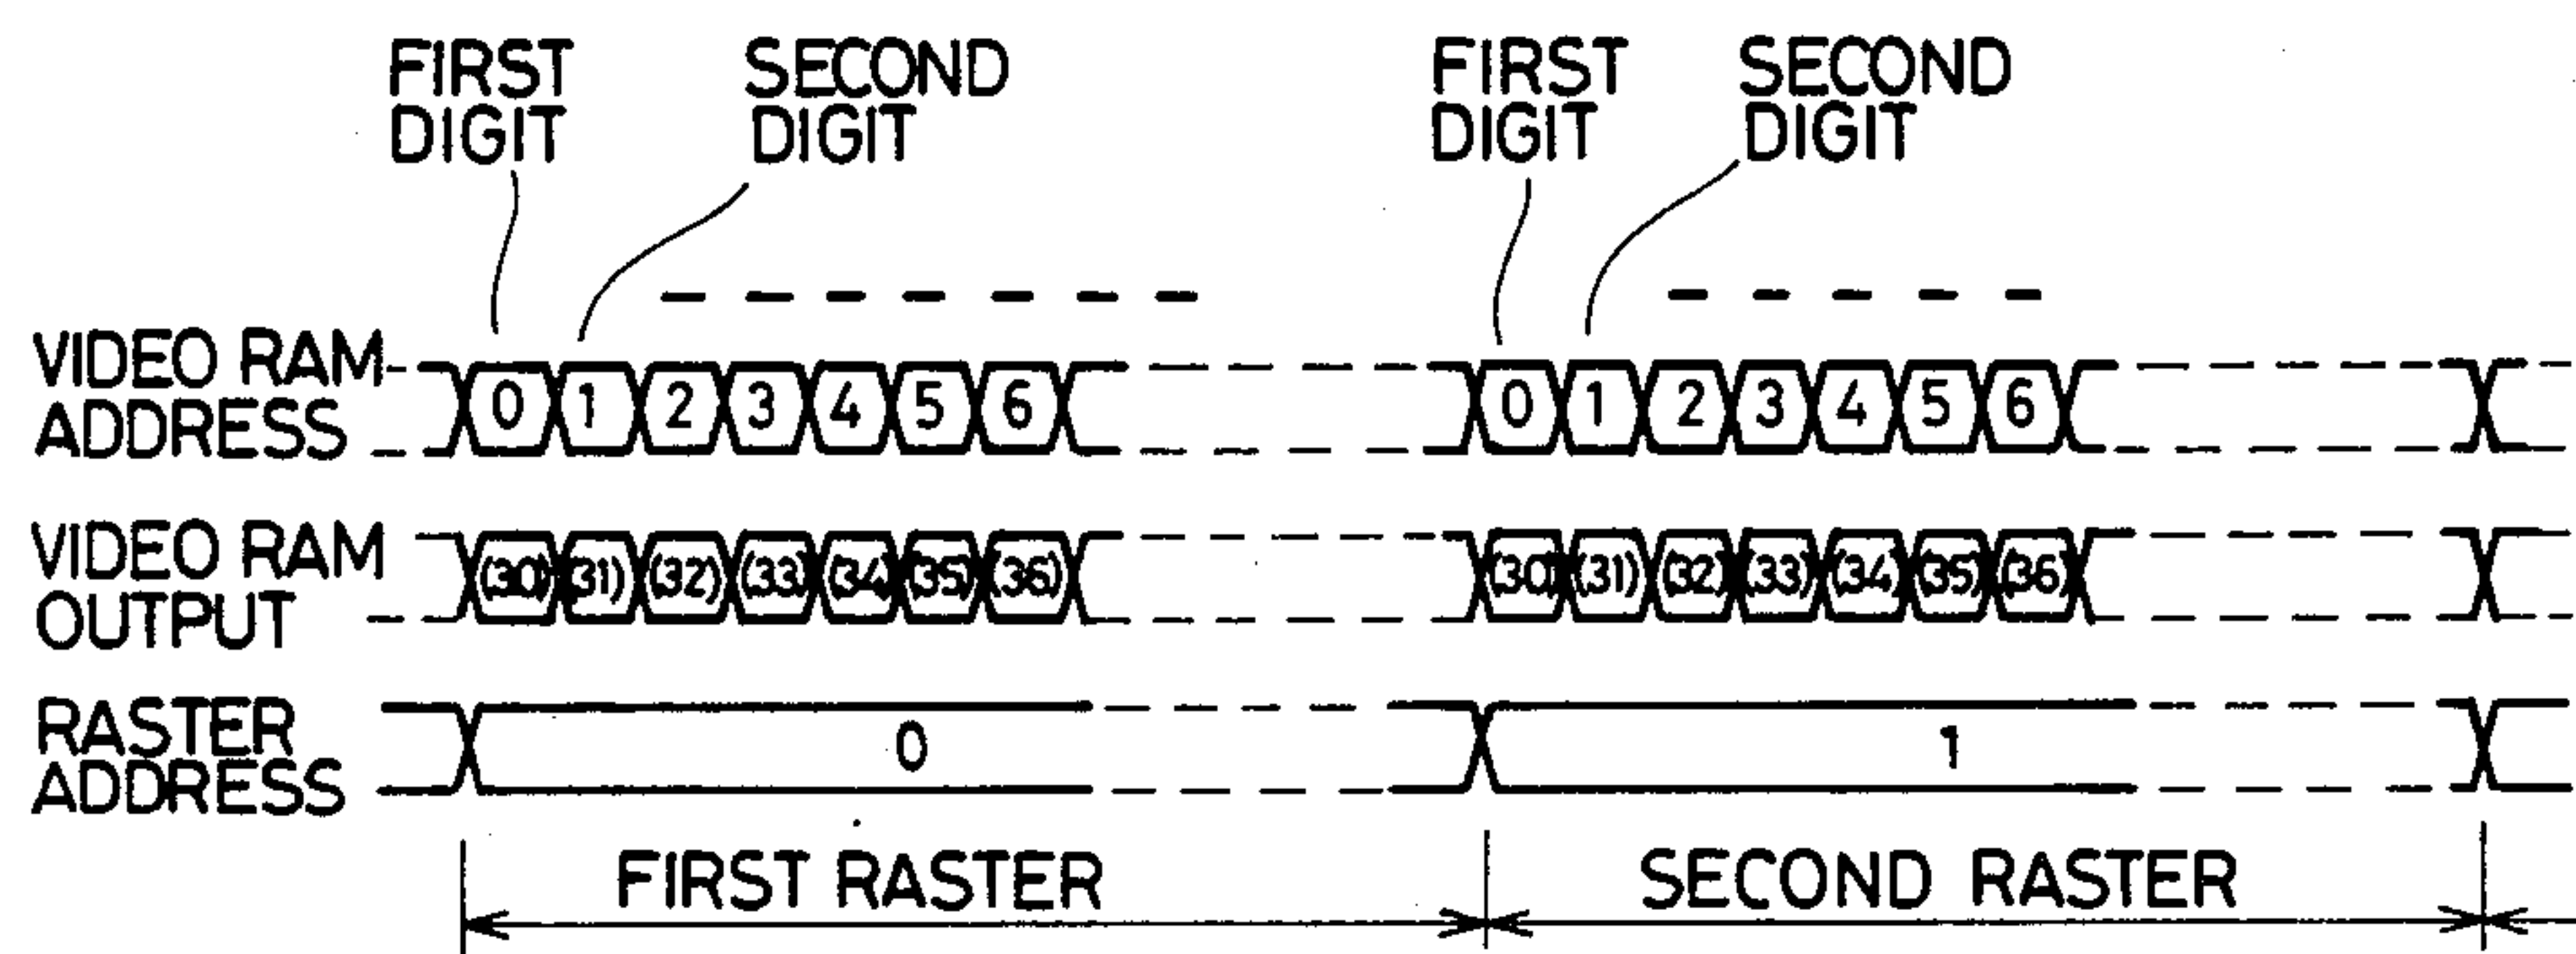 FIRST DIGIT
SECOND DIGIT
FIRST DIGIT
SECOND DIGIT
VIDEO RAM ADDRESS
0 1 2 3 4 5 6
0 1 2 3 4 5 6
VIDEO RAM OUTPUT
(30) (31) (32) (33) (34) (35) (36)
(30) (31) (32) (33) (34) (35) (36)
RASTER ADDRESS
0
1
FIRST RASTER
SECOND RASTER